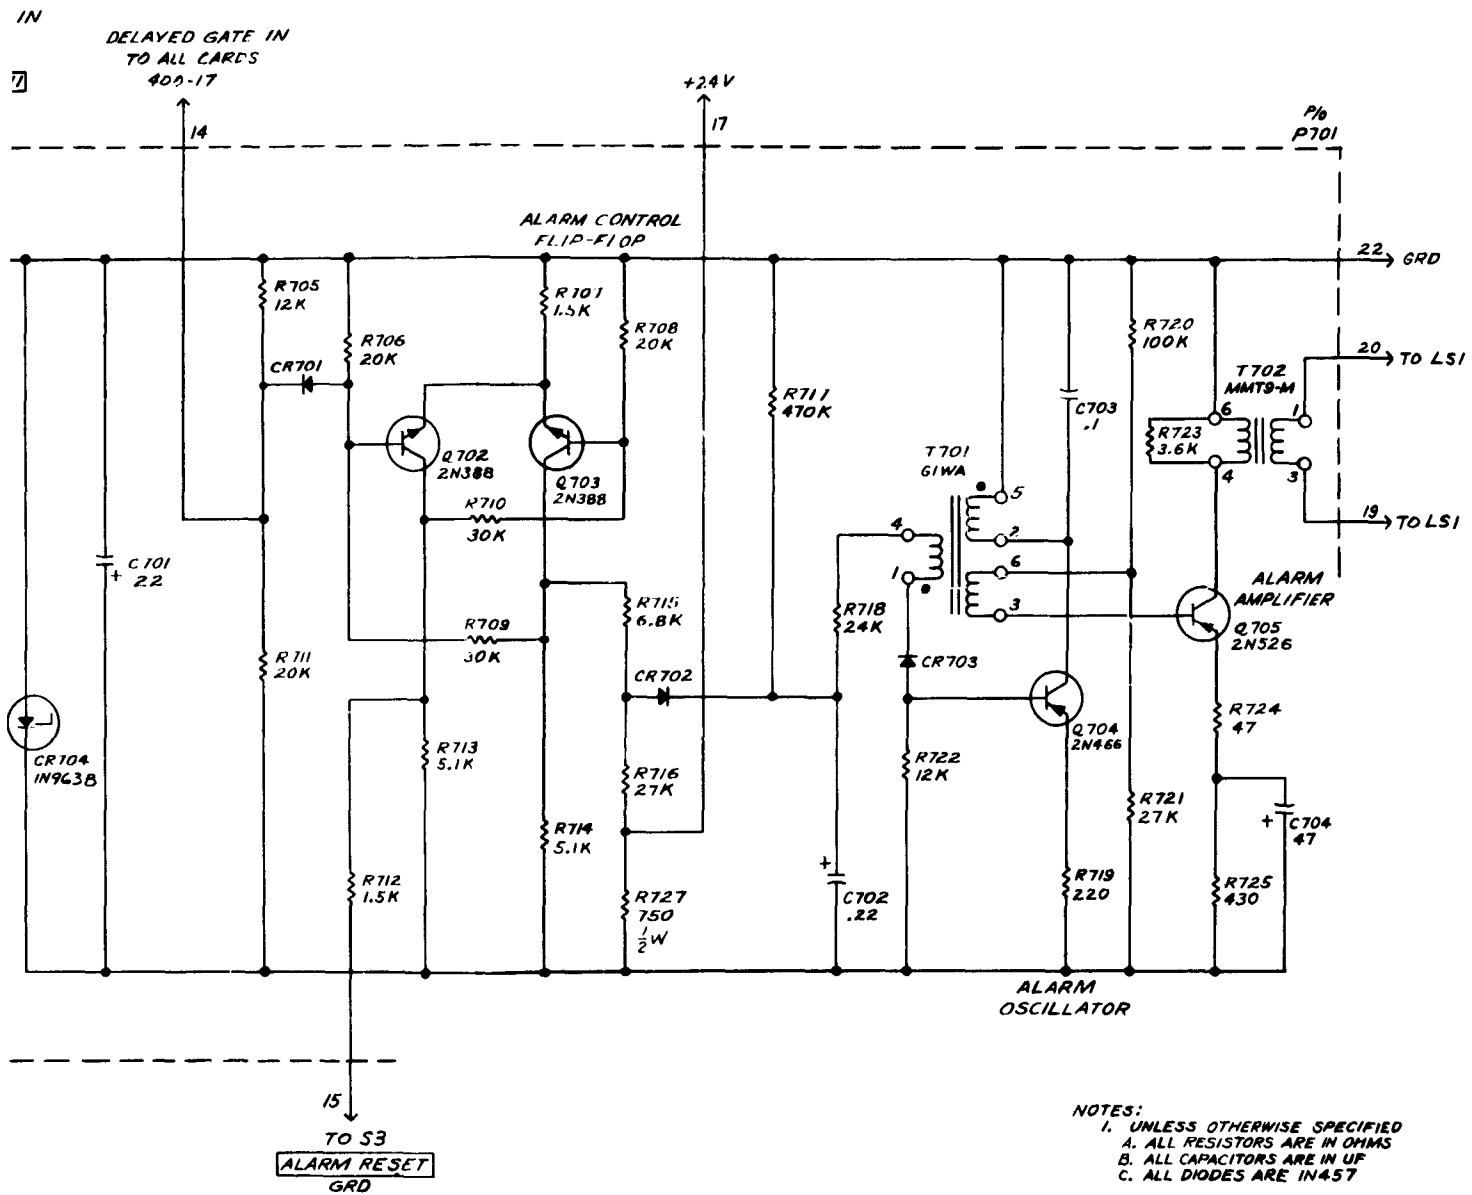 IN
DELAYED GATE IN
TO ALL CARDS
400-17
14
+24V
17
P/O
P701
ALARM CONTROL
FLIP-FLOP
22
GRD
R705
12K
R706
20K
CR701
R707
1.5K
R708
20K
R717
470K
R720
100K
20
TO LS1
T702
MMT9-M
6
1
R723
3.6K
4
3
C703
.1
T701
GIWA
5
4
2
1
6
3
19
TO LS1
Q702
2N388
Q703
2N388
R710
30K
C701
+
22
R709
30K
R715
6.8K
R718
24K
ALARM
AMPLIFIER
Q705
2N526
R711
20K
CR702
CR703
CR704
1N963B
R713
5.1K
R716
27K
R722
12K
Q704
2N466
R724
47
R721
27K
+
C704
47
R714
5.1K
R712
1.5K
R727
750
½W
+
C702
.22
R719
220
R725
430
ALARM
OSCILLATOR
15
TO S3
ALARM RESET
GRD
NOTES:
1. UNLESS OTHERWISE SPECIFIED
A. ALL RESISTORS ARE IN OHMS
B. ALL CAPACITORS ARE IN UF
C. ALL DIODES ARE IN457